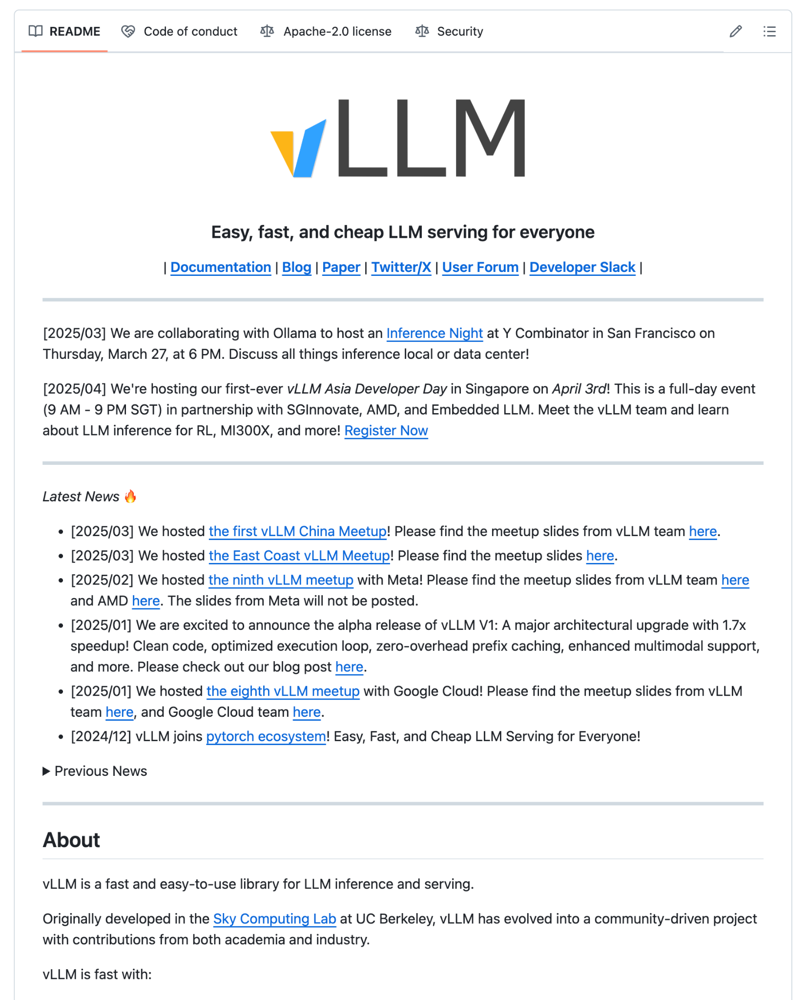 README Code of conduct Apache-2.0 license Security
vLLM
Easy, fast, and cheap LLM serving for everyone
| Documentation | Blog | Paper | Twitter/X | User Forum | Developer Slack |
[2025/03] We are collaborating with Ollama to host an Inference Night at Y Combinator in San Francisco on
Thursday, March 27, at 6 PM. Discuss all things inference local or data center!
[2025/04] We're hosting our first-ever vLLM Asia Developer Day in Singapore on April 3rd! This is a full-day event
(9 AM - 9 PM SGT) in partnership with SGInnovate, AMD, and Embedded LLM. Meet the vLLM team and learn
about LLM inference for RL, MI300X, and more! Register Now
Latest News 🔥
• [2025/03] We hosted the first vLLM China Meetup! Please find the meetup slides from vLLM team here.
• [2025/03] We hosted the East Coast vLLM Meetup! Please find the meetup slides here.
• [2025/02] We hosted the ninth vLLM meetup with Meta! Please find the meetup slides from vLLM team here
and AMD here. The slides from Meta will not be posted.
• [2025/01] We are excited to announce the alpha release of vLLM V1: A major architectural upgrade with 1.7x
speedup! Clean code, optimized execution loop, zero-overhead prefix caching, enhanced multimodal support,
and more. Please check out our blog post here.
• [2025/01] We hosted the eighth vLLM meetup with Google Cloud! Please find the meetup slides from vLLM
team here, and Google Cloud team here.
• [2024/12] vLLM joins pytorch ecosystem! Easy, Fast, and Cheap LLM Serving for Everyone!
▶ Previous News
About
vLLM is a fast and easy-to-use library for LLM inference and serving.
Originally developed in the Sky Computing Lab at UC Berkeley, vLLM has evolved into a community-driven project
with contributions from both academia and industry.
vLLM is fast with: